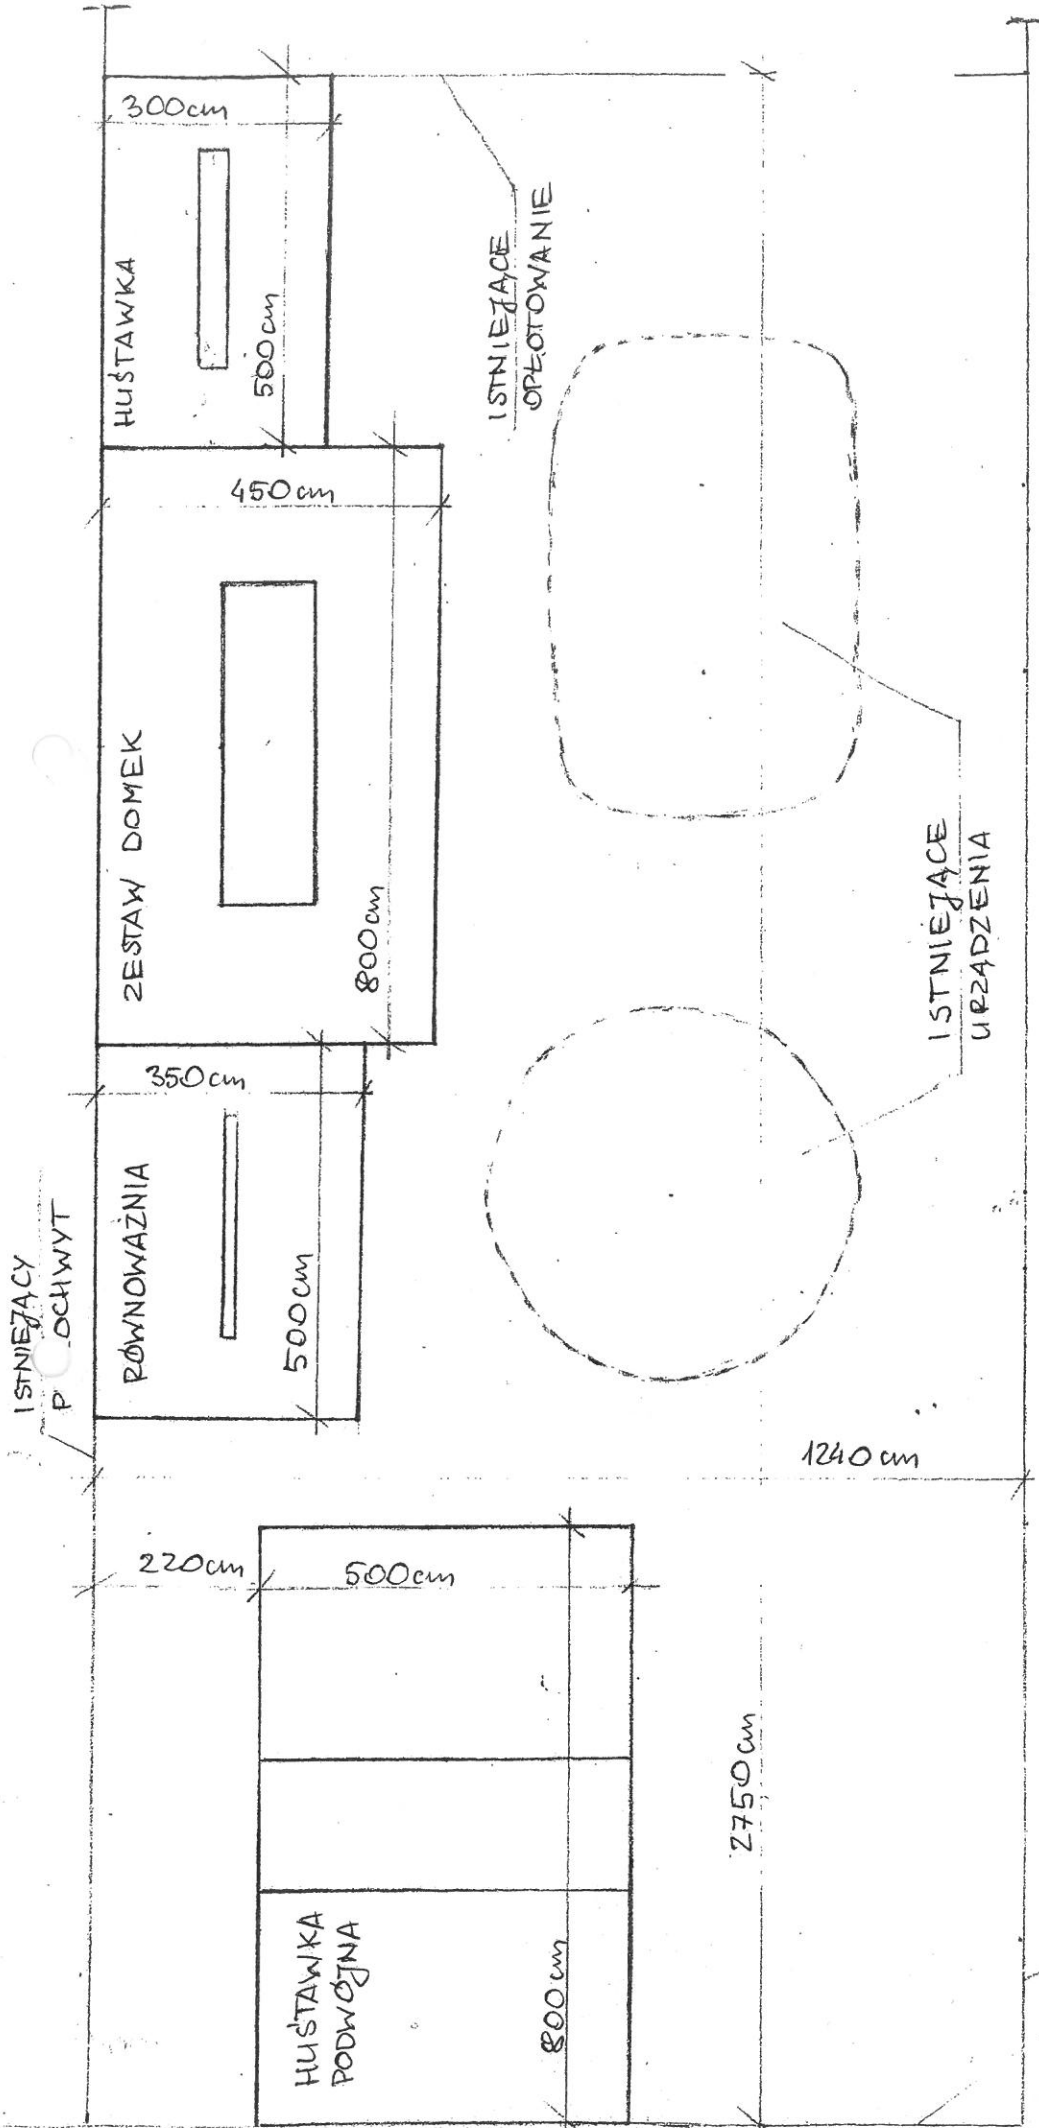 300cm
HUŚTAWKA
500cm
ISTNIEJĄCE
OPŁOTOWANIE
450cm
ZESTAW DOMEK
800cm
350cm
RÓWNOWAŻNIA
500cm
ISTNIEJĄCY
P OCHWYT
ISTNIEJĄCE
URZĄDZENIA
1240cm
220cm
500cm
2750cm
HUŚTAWKA
PODWÓJNA
800cm